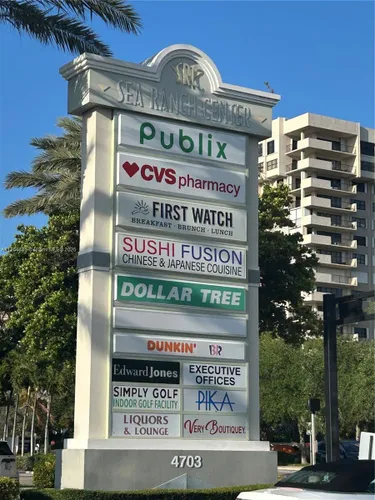 SRC
SEA RANCH CENTER
Publix
CVS pharmacy
FIRST WATCH
BREAKFAST · BRUNCH · LUNCH
SUSHI FUSION
CHINESE & JAPANESE COUISINE
DOLLAR TREE
DUNKIN' BR
Edward Jones
EXECUTIVE
OFFICES
SIMPLY GOLF
INDOOR GOLF FACILITY
PIKA
LIQUORS
& LOUNGE
VERY BOUTIQUE.
4703